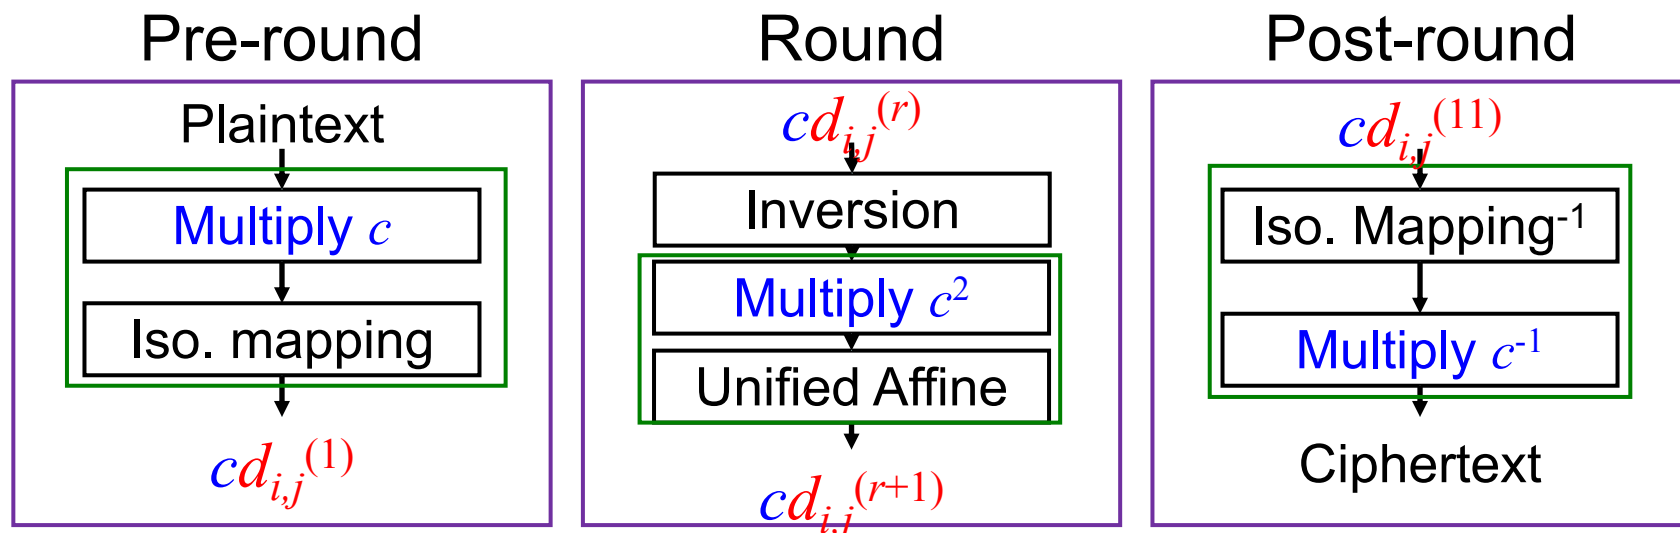 Pre-round
Plaintext
Multiply c
Iso. mapping
cd_{i,j}^{(1)}
Round
cd_{i,j}^{(r)}
Inversion
Multiply c^2
Unified Affine
cd_{i,j}^{(r+1)}
Post-round
cd_{i,j}^{(11)}
Iso. Mapping^{-1}
Multiply c^{-1}
Ciphertext